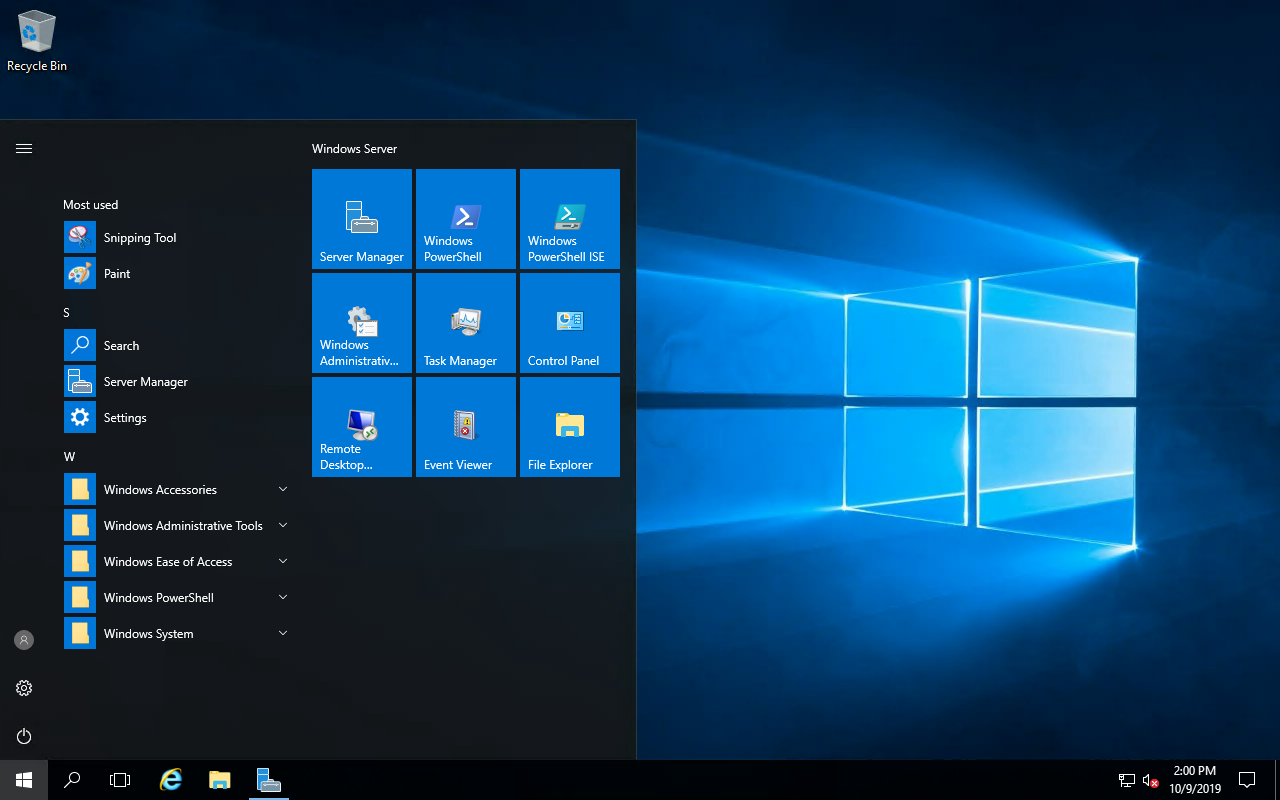 Recycle Bin
Windows Server
Most used
Snipping Tool
Paint
S
Search
Server Manager
Settings
W
Windows Accessories
Windows Administrative Tools
Windows Ease of Access
Windows PowerShell
Windows System
Server Manager
Windows
PowerShell
Windows
PowerShell ISE
Windows
Administrativ...
Task Manager
Control Panel
Remote
Desktop...
Event Viewer
File Explorer
2:00 PM
10/9/2019